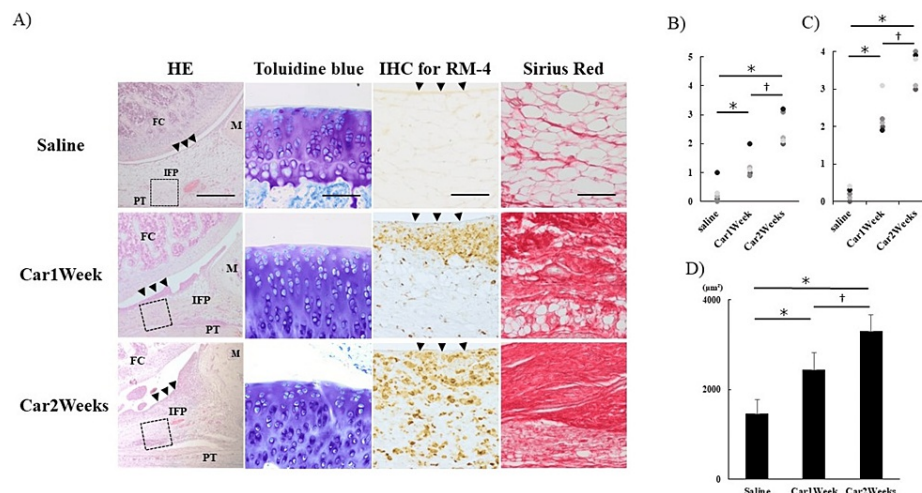 A)
HE Toluidine blue IHC for RM-4 Sirius Red
Saline
FC
M
IFP
PT
Car1Week
FC
M
IFP
PT
Car2Weeks
FC
M
IFP
PT
B)
5
4
3
2
1
0
*
*
†
saline
Car1Week
Car2Weeks
C)
4
3
2
1
0
*
*
†
saline
Car1Week
Car2Weeks
D)
(μm²)
4000
2000
0
*
*
†
Saline Car1Week Car2Weeks